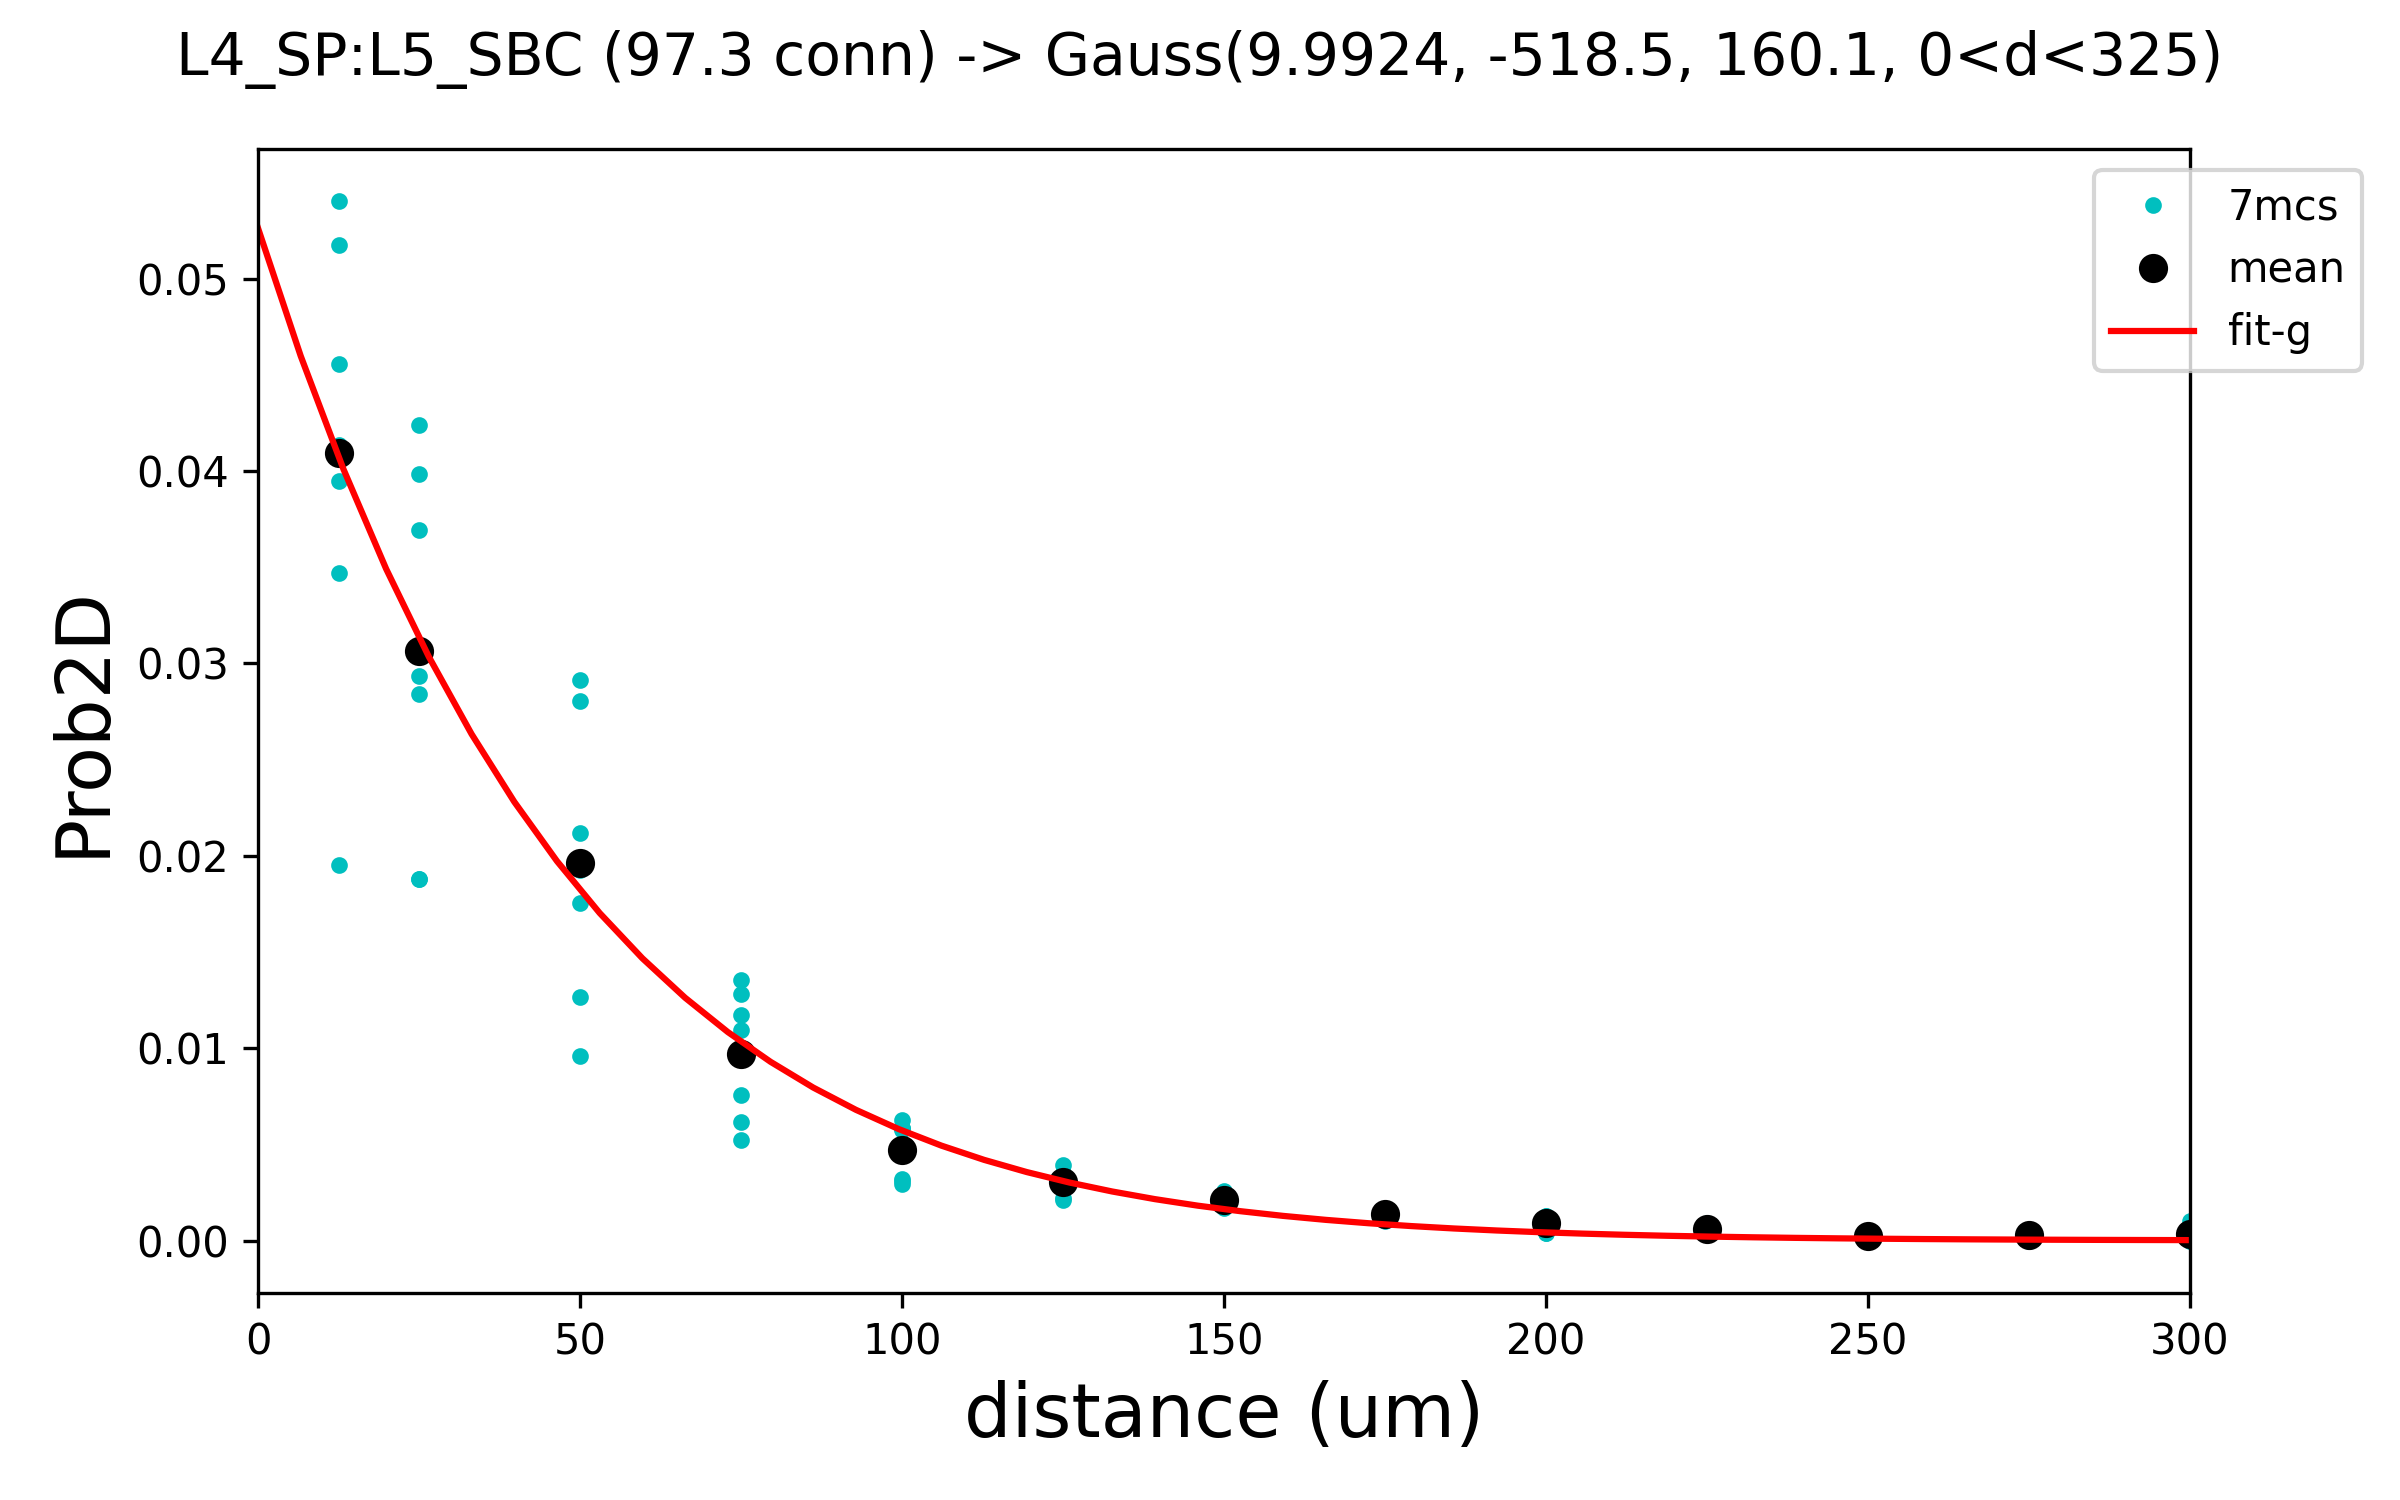 L4_SP:L5_SBC (97.3 conn) -> Gauss(9.9924, -518.5, 160.1, 0<d<325)
7mcs
mean
fit-g
Prob2D
0.05
0.04
0.03
0.02
0.01
0.00
0
50
100
150
200
250
300
distance (um)